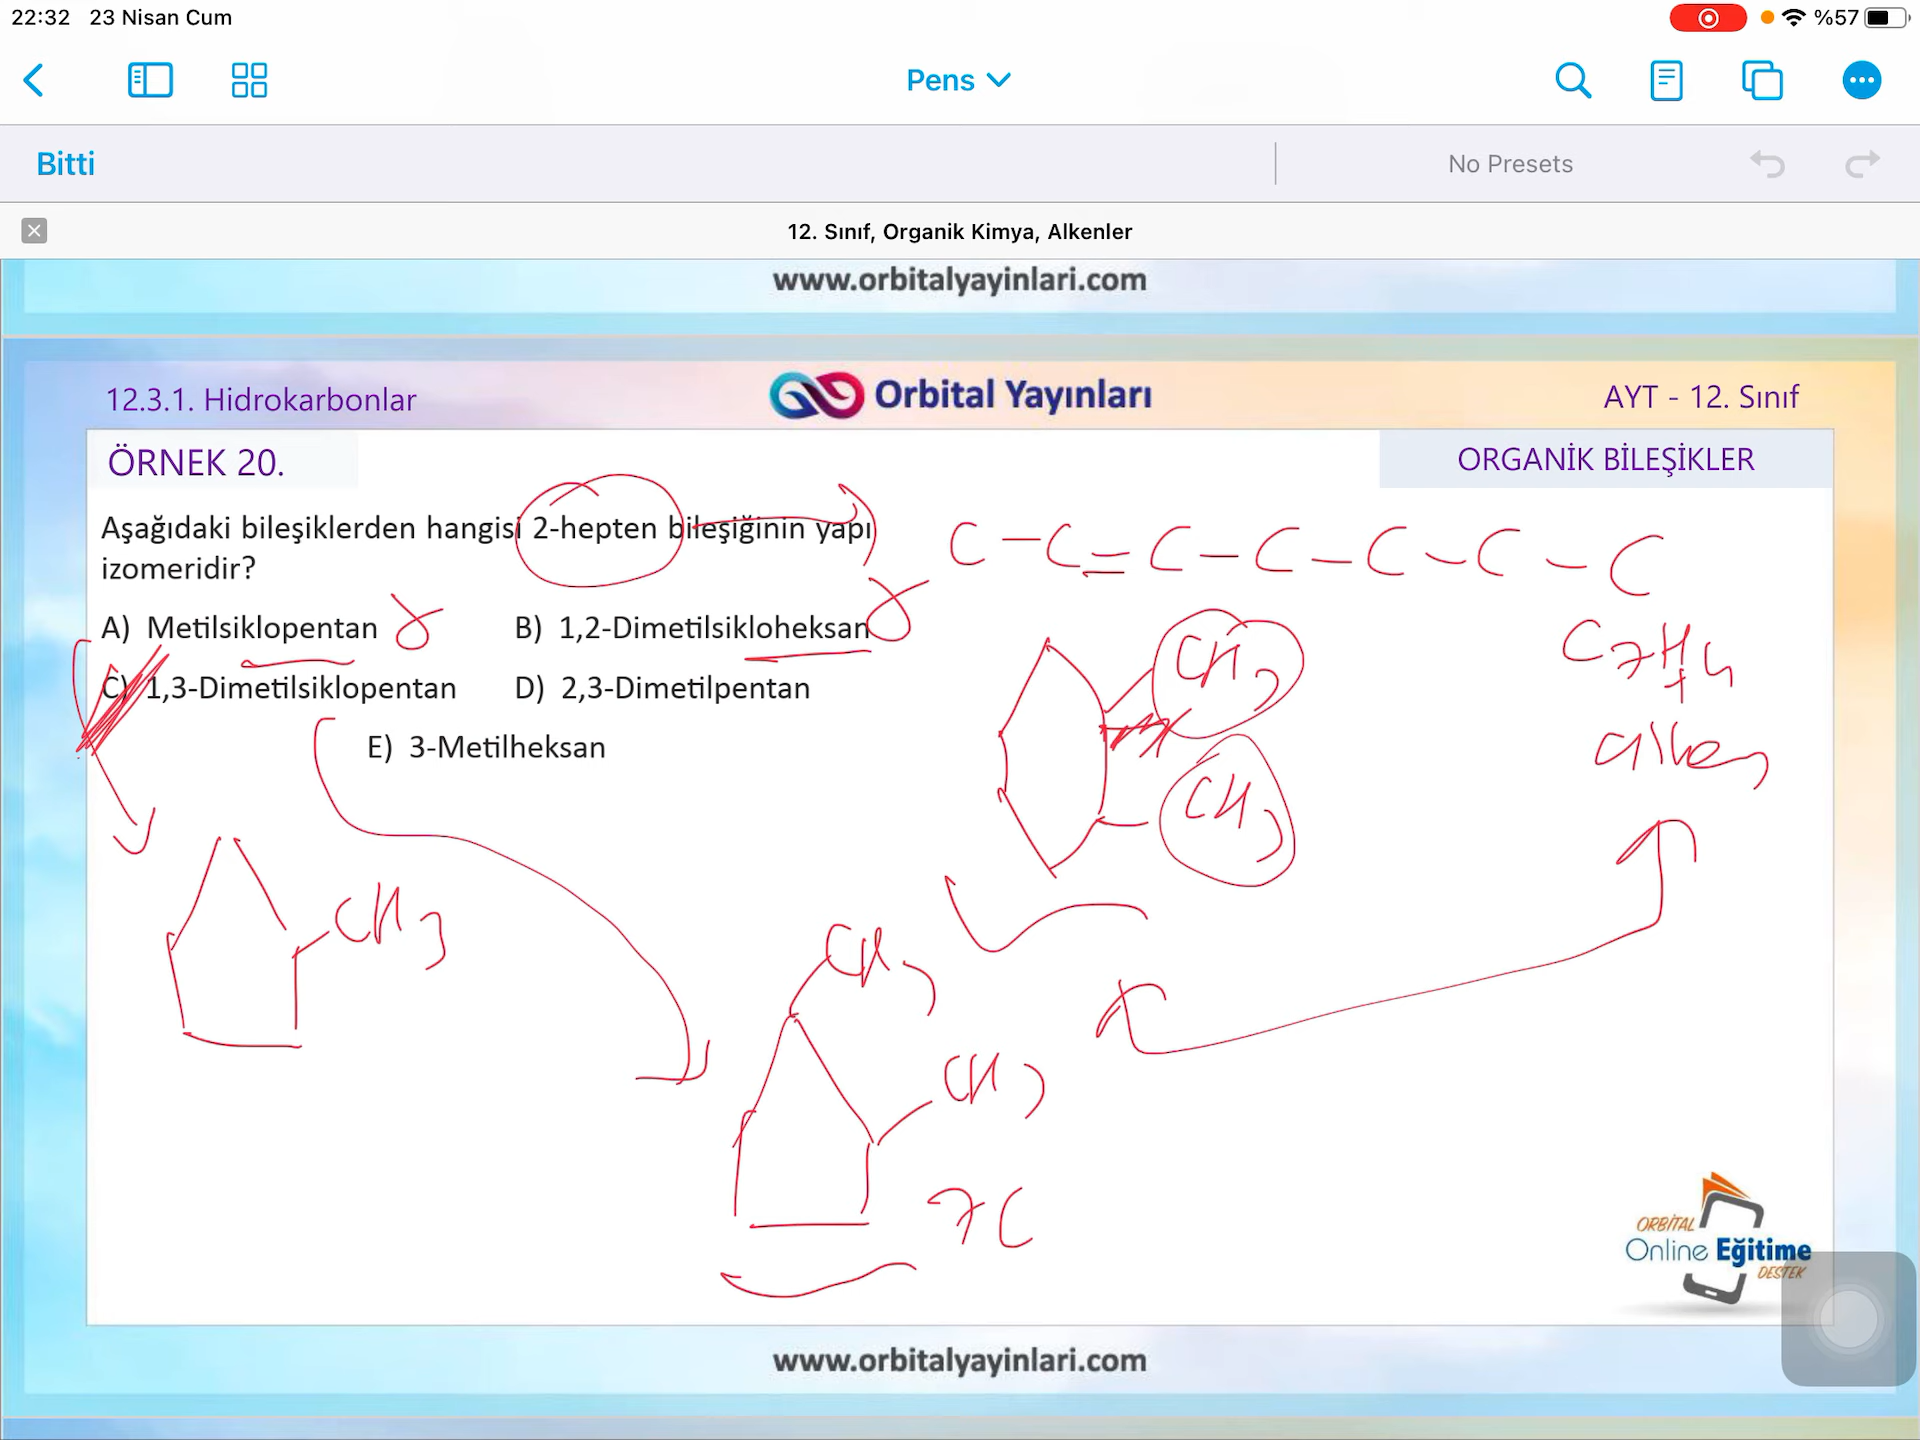 22:32 23 Nisan Cum
%57
Pens
Bitti
No Presets
12. Sınıf, Organik Kimya, Alkenler
www.orbitalyayinlari.com
12.3.1. Hidrokarbonlar
Orbital Yayınları
AYT - 12. Sınıf
ÖRNEK 20.
ORGANİK BİLEŞİKLER
Aşağıdaki bileşiklerden hangisi 2-hepten bileşiğinin yapı
izomeridir?
C - C = C - C - C - C - C
A) Metilsiklopentan
B) 1,2-Dimetilsikloheksan
CH3
C7H14
C) 1,3-Dimetilsiklopentan
D) 2,3-Dimetilpentan
alken
E) 3-Metilheksan
CH3
CH3
CH3
CH3
7C
ORBİTAL
Online Eğitime
DESTEK
www.orbitalyayinlari.com